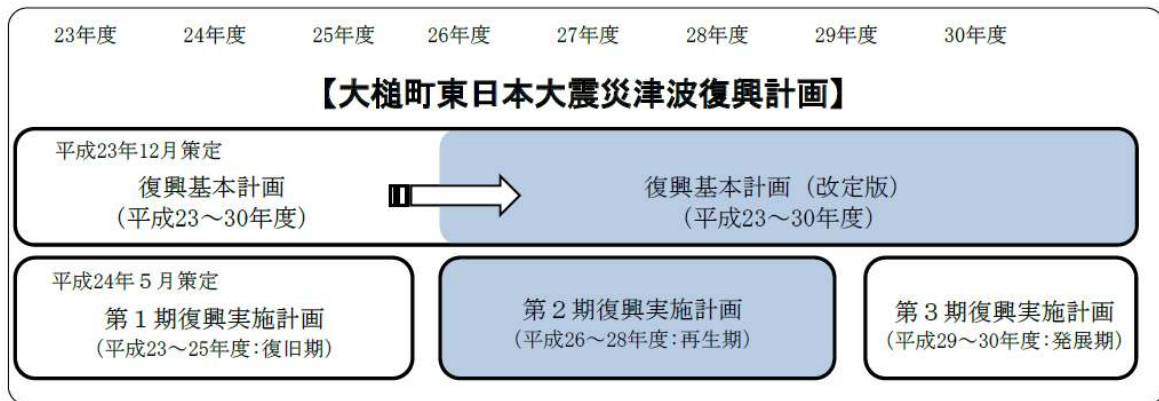 23年度 24年度 25年度 26年度 27年度 28年度 29年度 30年度
【大槌町東日本大震災津波復興計画】
平成23年12月策定
復興基本計画
(平成23～30年度)
復興基本計画（改定版）
(平成23～30年度)
平成24年５月策定
第１期復興実施計画
(平成23～25年度:復旧期)
第２期復興実施計画
(平成26～28年度:再生期)
第３期復興実施計画
(平成29～30年度:発展期)